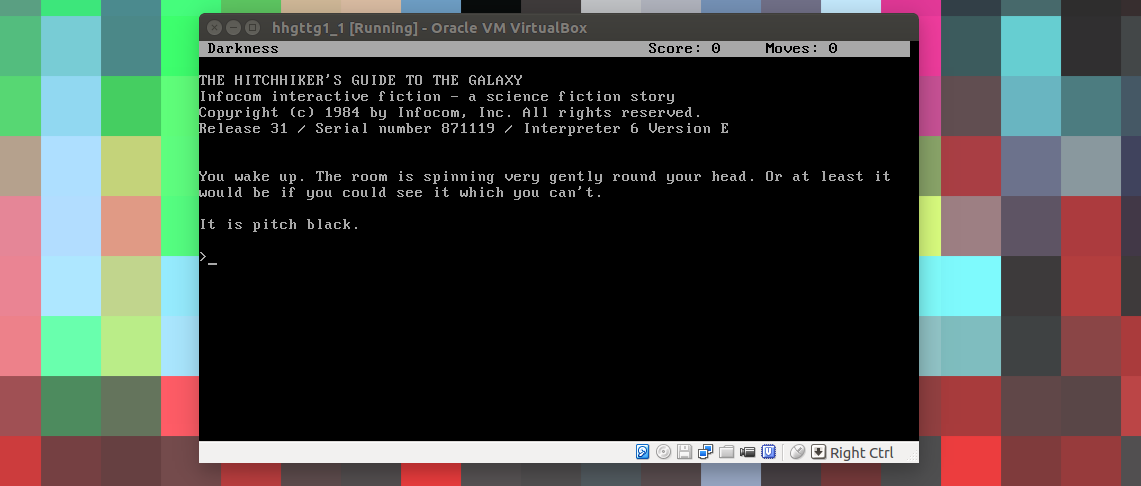 hhgttg1_1 [Running] - Oracle VM VirtualBox
Darkness Score: 0 Moves: 0
THE HITCHHIKER'S GUIDE TO THE GALAXY
Infocom interactive fiction - a science fiction story
Copyright (c) 1984 by Infocom, Inc. All rights reserved.
Release 31 / Serial number 871119 / Interpreter 6 Version E
You wake up. The room is spinning very gently round your head. Or at least it
would be if you could see it which you can't.
It is pitch black.
>_
Right Ctrl